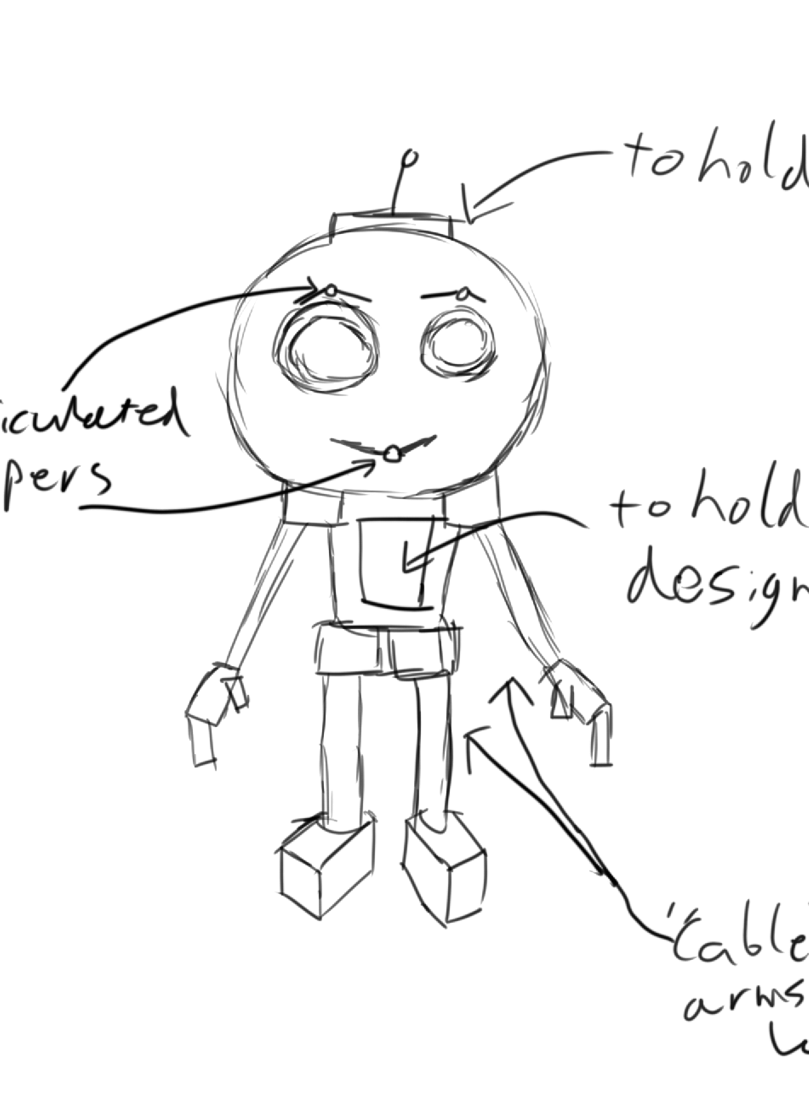 to hold
iculated
pers
to hold
design
"Cable
arms